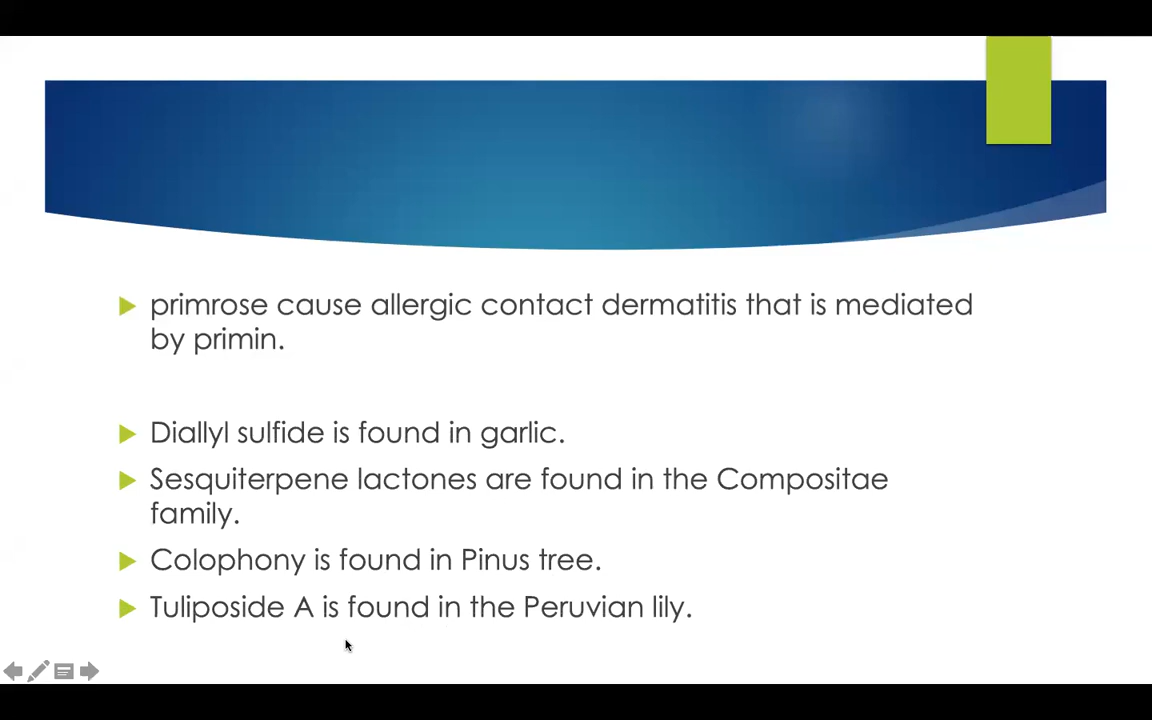 primrose cause allergic contact dermatitis that is mediated
by primin.
Diallyl sulfide is found in garlic.
Sesquiterpene lactones are found in the Compositae
family.
Colophony is found in Pinus tree.
Tuliposide A is found in the Peruvian lily.